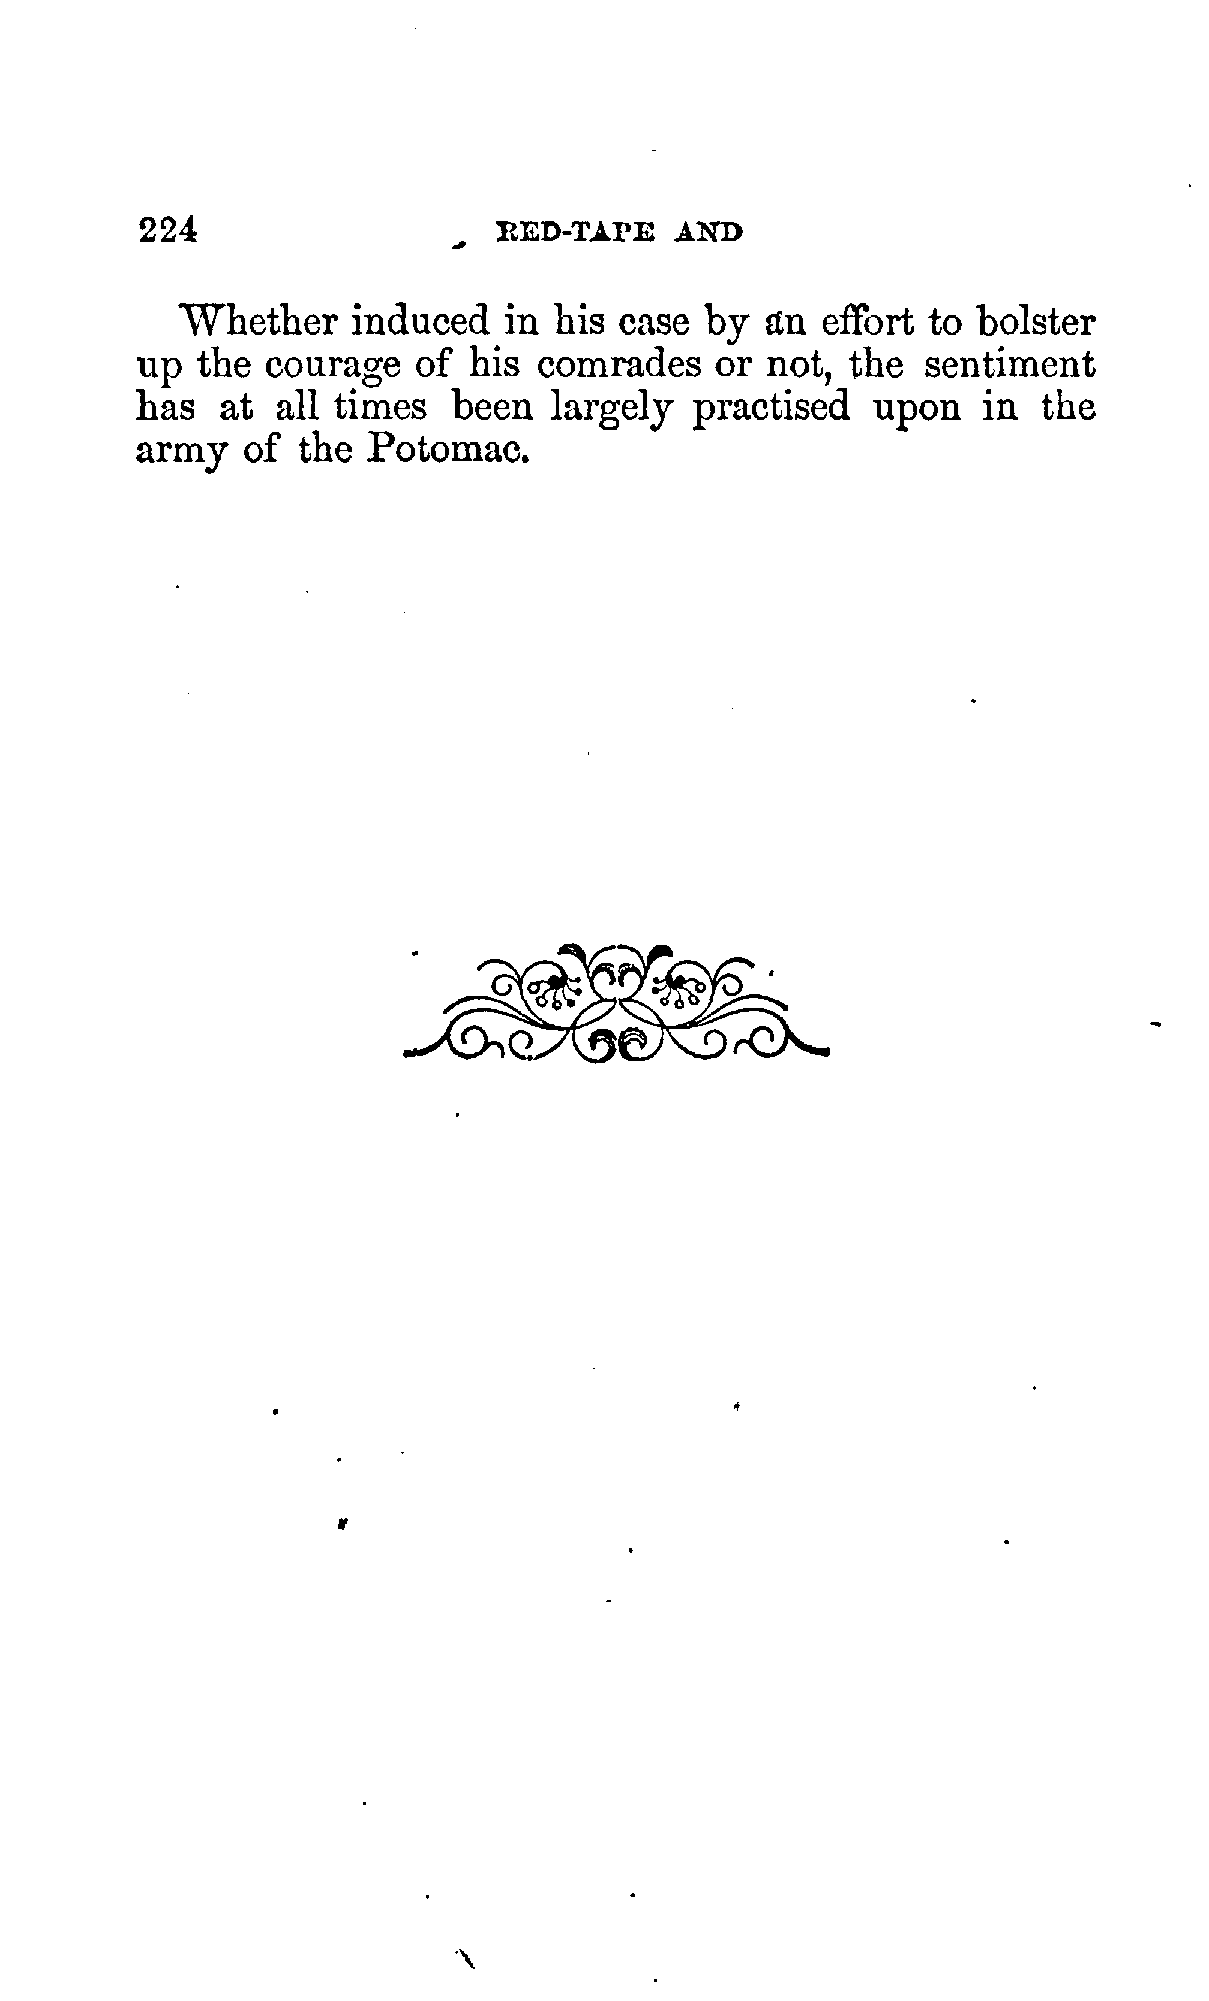 224 RED-TAPE AND
Whether induced in his case by an effort to bolster
up the courage of his comrades or not, the sentiment
has at all times been largely practised upon in the
army of the Potomac.